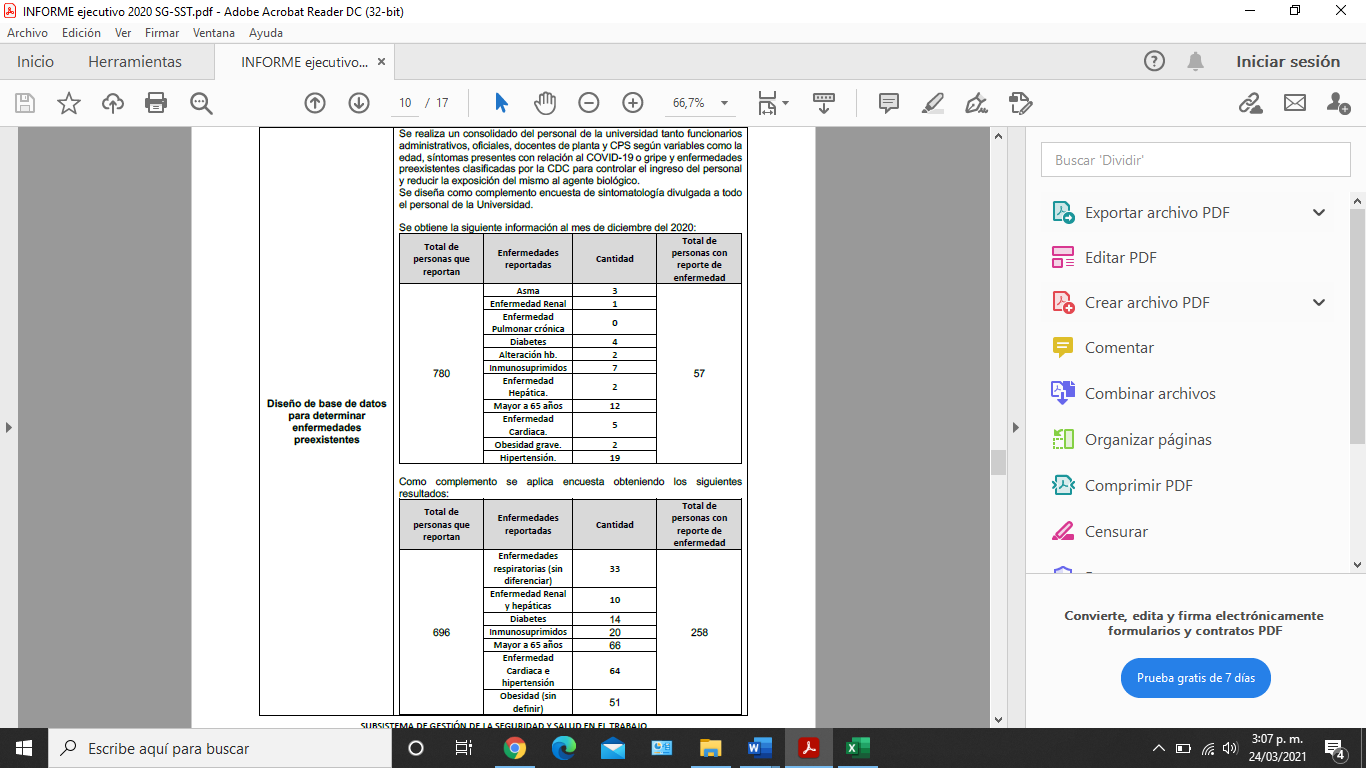 INFORME ejecutivo 2020 SG-SST.pdf - Adobe Acrobat Reader DC (32-bit)
Archivo Edición Ver Firmar Ventana Ayuda
Inicio Herramientas INFORME ejecutivo... × Iniciar sesión
10 / 17 66,7%
Se realiza un consolidado del personal de la universidad tanto funcionarios
administrativos, oficiales, docentes de planta y CPS según variables como la
edad, síntomas presentes con relación al COVID-19 o gripe y enfermedades
preexistentes clasificadas por la CDC para controlar el ingreso del personal
y reducir la exposición del mismo al agente biológico.
Se diseña como complemento encuesta de sintomatología divulgada a todo
el personal de la Universidad.
Se obtiene la siguiente información al mes de diciembre del 2020:
Total de
personas que
reportan
Enfermedades
reportadas
Cantidad
Total de
personas con
reporte de
enfermedad
780
Asma 3
Enfermedad Renal 1
Enfermedad
Pulmonar crónica 0
Diabetes 4
Alteración hb. 2
Inmunosuprimidos 7
Enfermedad
Hepática. 2
Mayor a 65 años 12
Enfermedad
Cardiaca. 5
Obesidad grave. 2
Hipertensión. 19
57
Diseño de base de datos
para determinar
enfermedades
preexistentes
Como complemento se aplica encuesta obteniendo los siguientes
resultados:
Total de
personas que
reportan
Enfermedades
reportadas
Cantidad
Total de
personas con
reporte de
enfermedad
696
Enfermedades
respiratorias (sin
diferenciar) 33
Enfermedad Renal
y hepáticas 10
Diabetes 14
Inmunosuprimidos 20
Mayor a 65 años 66
Enfermedad
Cardiaca e
hipertensión 64
Obesidad (sin
definir) 51
258
SUBSISTEMA DE GESTIÓN DE LA SEGURIDAD Y SALUD EN EL TRABAJO
Buscar 'Dividir'
Exportar archivo PDF
Editar PDF
Crear archivo PDF
Comentar
Combinar archivos
Organizar páginas
Comprimir PDF
Censurar
Convierte, edita y firma electrónicamente
formularios y contratos PDF
Prueba gratis de 7 días
Escribe aquí para buscar
3:07 p. m.
24/03/2021
4